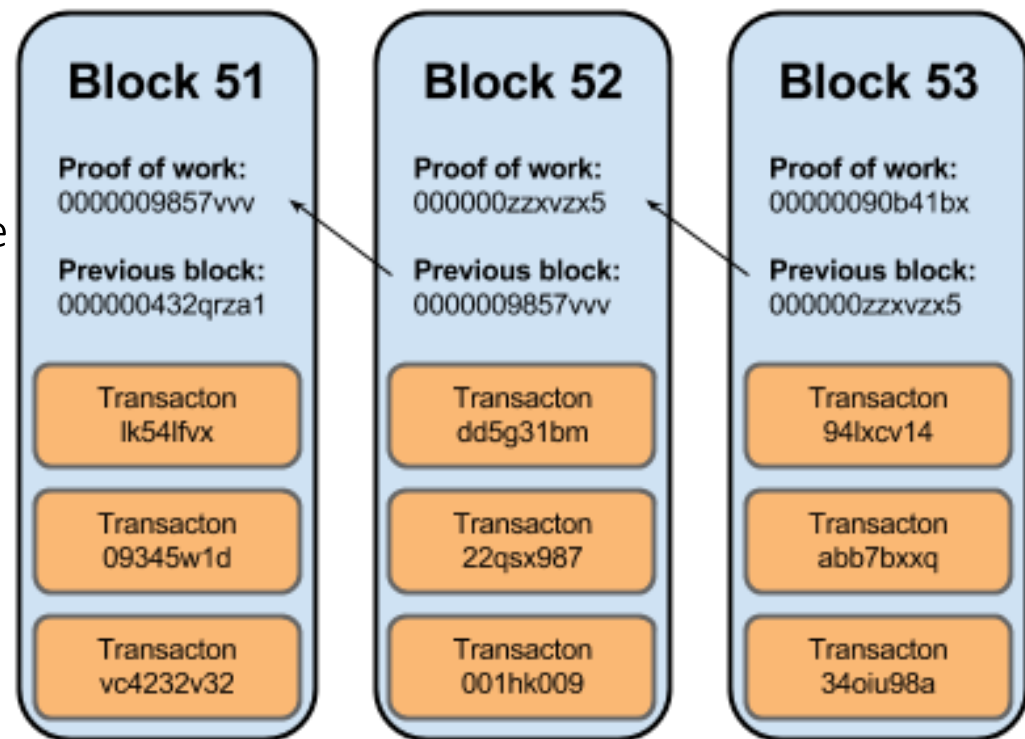 Block 51
Proof of work:
0000009857vvv
Previous block:
000000432qrza1
Transacton
lk54lfvx
Transacton
09345w1d
Transacton
vc4232v32
Block 52
Proof of work:
000000zzxvzx5
Previous block:
0000009857vvv
Transacton
dd5g31bm
Transacton
22qsx987
Transacton
001hk009
Block 53
Proof of work:
00000090b41bx
Previous block:
000000zzxvzx5
Transacton
94lxcv14
Transacton
abb7bxxq
Transacton
34oiu98a